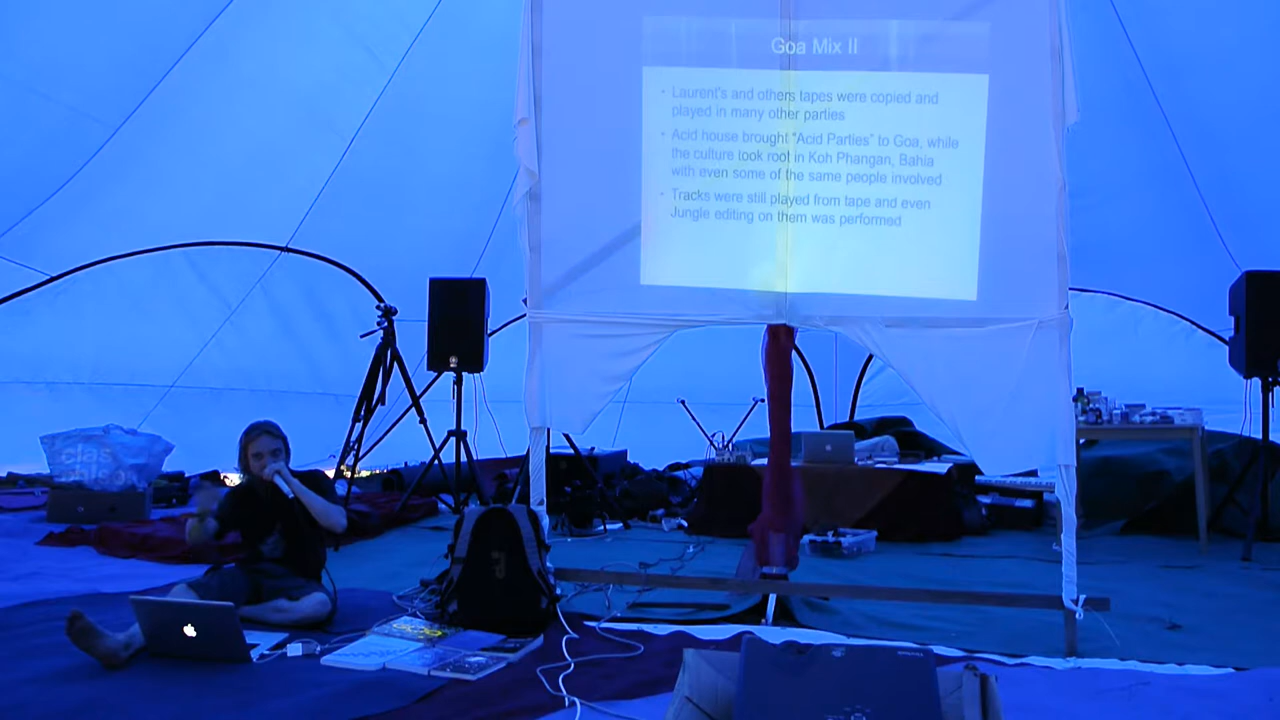 Goa Mix II
• Laurent's and others tapes were copied and
played in many other parties
• Acid house brought "Acid Parties" to Goa, while
the culture took root in Koh Phangan, Bahia
with even some of the same people involved
• Tracks were still played from tape and even
Jungle editing on them was performed
clas
ohlson